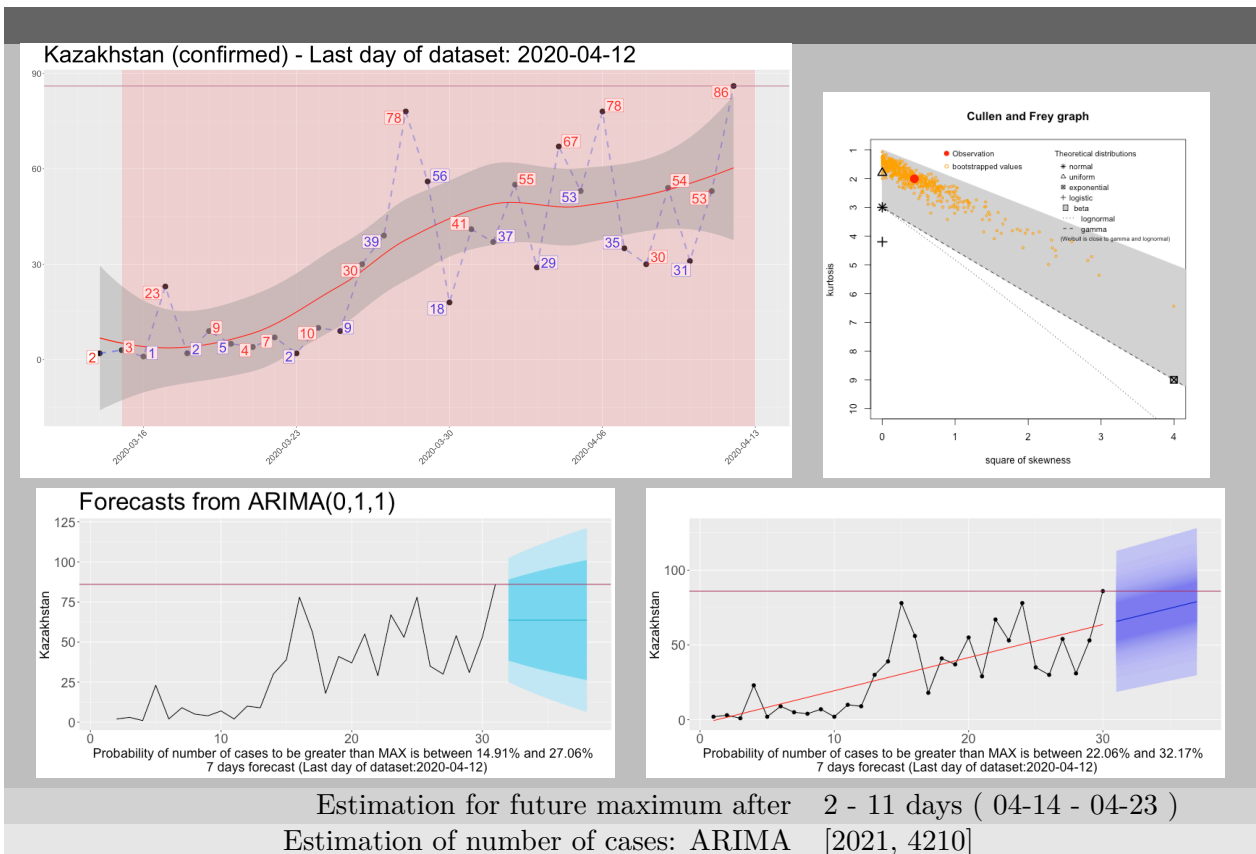 Kazakhstan (confirmed) - Last day of dataset: 2020-04-12
90
60
30
0
2
3
1
23
2
9
5
4
7
2
10
9
30
39
78
56
18
41
37
55
29
67
53
78
35
30
54
31
53
86
2020-03-16
2020-03-23
2020-03-30
2020-04-06
2020-04-13
Cullen and Frey graph
Observation
bootstrapped values
Theoretical distributions
normal
uniform
exponential
logistic
beta
lognormal
gamma
(Weibull is close to gamma and lognormal)
kurtosis
1
2
3
4
5
6
7
8
9
10
0 1 2 3 4
square of skewness
Forecasts from ARIMA(0,1,1)
Kazakhstan
125
100
75
50
25
0
0 10 20 30
Probability of number of cases to be greater than MAX is between 14.91% and 27.06%
7 days forecast (Last day of dataset:2020-04-12)
Kazakhstan
100
50
0
0 10 20 30
Probability of number of cases to be greater than MAX is between 22.06% and 32.17%
7 days forecast (Last day of dataset:2020-04-12)
Estimation for future maximum after 2 - 11 days ( 04-14 - 04-23 )
Estimation of number of cases: ARIMA [2021, 4210]